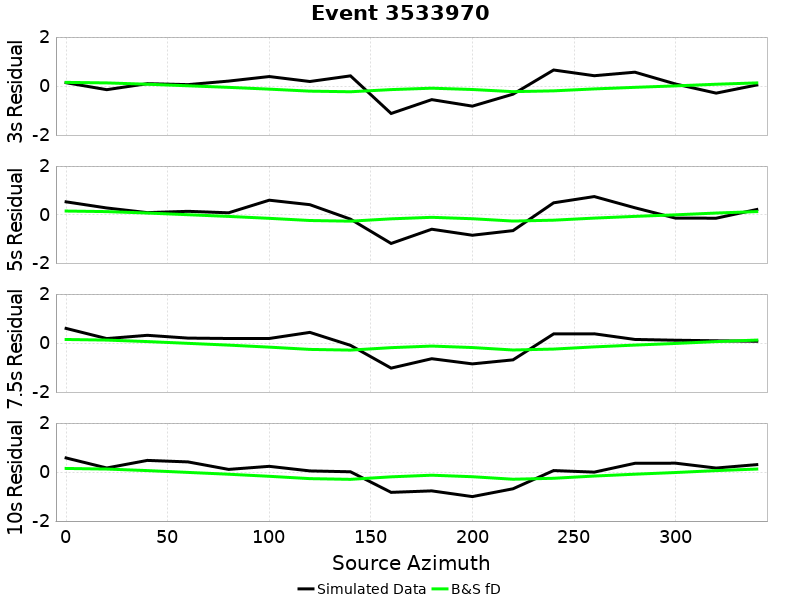 Event 3533970
3s Residual
2
0
-2
5s Residual
2
0
-2
7.5s Residual
2
0
-2
10s Residual
2
0
-2
0 50 100 150 200 250 300
Source Azimuth
Simulated Data B&S fD